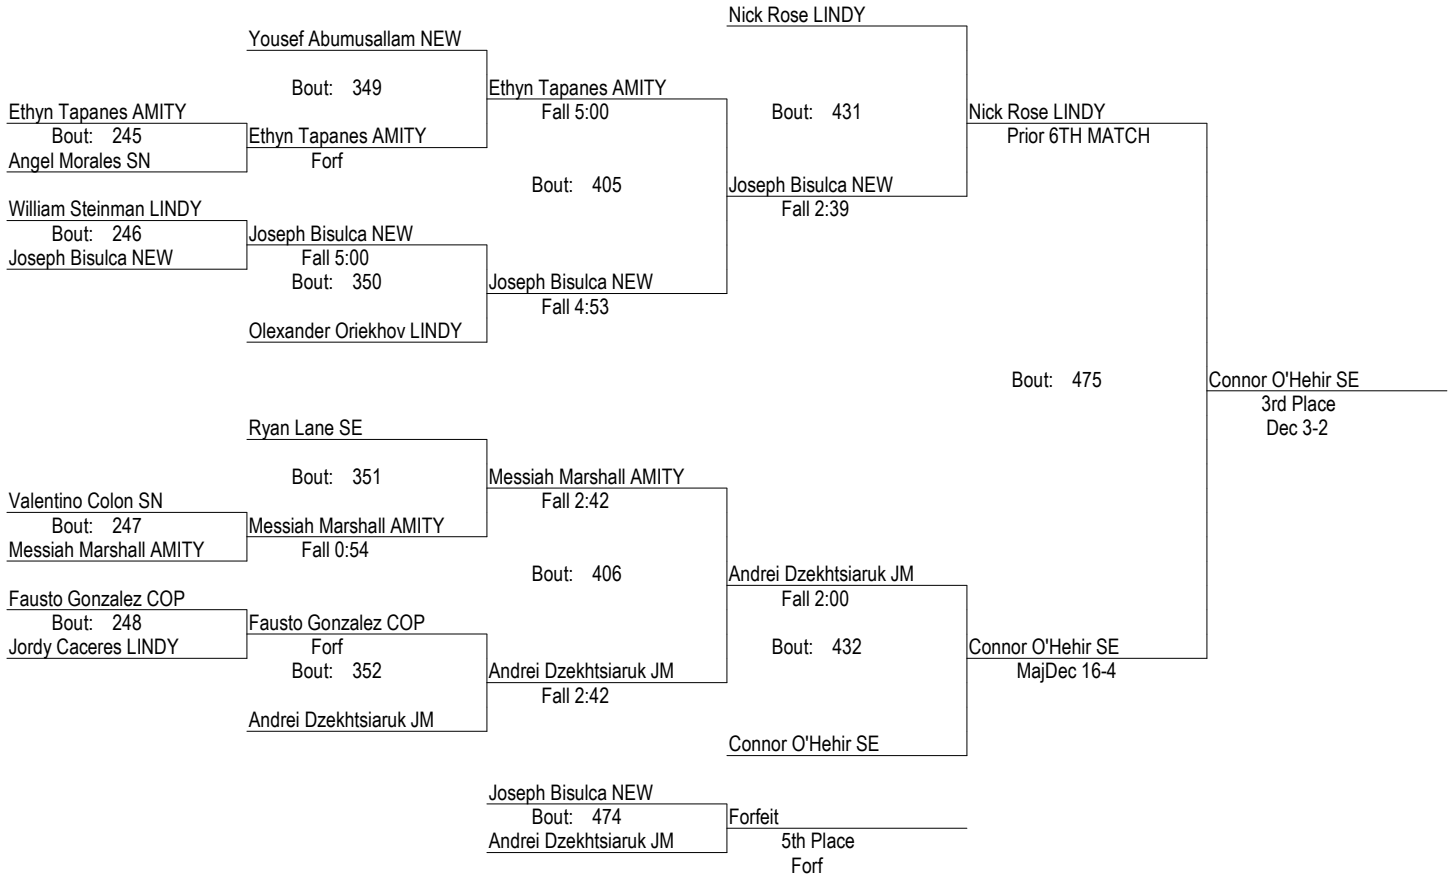 Nick Rose LINDY
Yousef Abumusallam NEW
Bout: 349
Ethyn Tapanes AMITY
Fall 5:00
Bout: 431
Ethyn Tapanes AMITY
Bout: 245
Angel Morales SN
Ethyn Tapanes AMITY
Forf
Nick Rose LINDY
Prior 6TH MATCH
Bout: 405
Joseph Bisulca NEW
Fall 2:39
William Steinman LINDY
Bout: 246
Joseph Bisulca NEW
Joseph Bisulca NEW
Fall 5:00
Bout: 350
Joseph Bisulca NEW
Fall 4:53
Olexander Oriekhov LINDY
Bout: 475
Connor O'Hehir SE
3rd Place
Dec 3-2
Ryan Lane SE
Bout: 351
Messiah Marshall AMITY
Fall 2:42
Valentino Colon SN
Bout: 247
Messiah Marshall AMITY
Messiah Marshall AMITY
Fall 0:54
Bout: 406
Andrei Dzekhtsiaruk JM
Fall 2:00
Fausto Gonzalez COP
Bout: 248
Jordy Caceres LINDY
Fausto Gonzalez COP
Forf
Bout: 352
Bout: 432
Connor O'Hehir SE
MajDec 16-4
Andrei Dzekhtsiaruk JM
Fall 2:42
Andrei Dzekhtsiaruk JM
Connor O'Hehir SE
Joseph Bisulca NEW
Bout: 474
Andrei Dzekhtsiaruk JM
Forfeit
5th Place
Forf